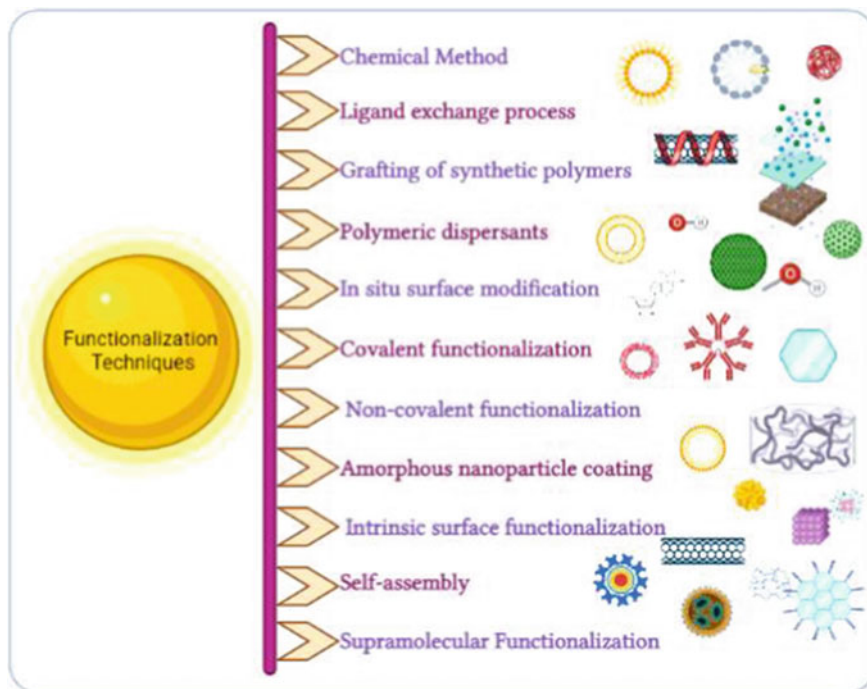 Functionalization
Techniques
Chemical Method
Ligand exchange process
Grafting of synthetic polymers
Polymeric dispersants
In situ surface modification
Covalent functionalization
Non-covalent functionalization
Amorphous nanoparticle coating
Intrinsic surface functionalization
Self-assembly
Supramolecular Functionalization
O H
O H